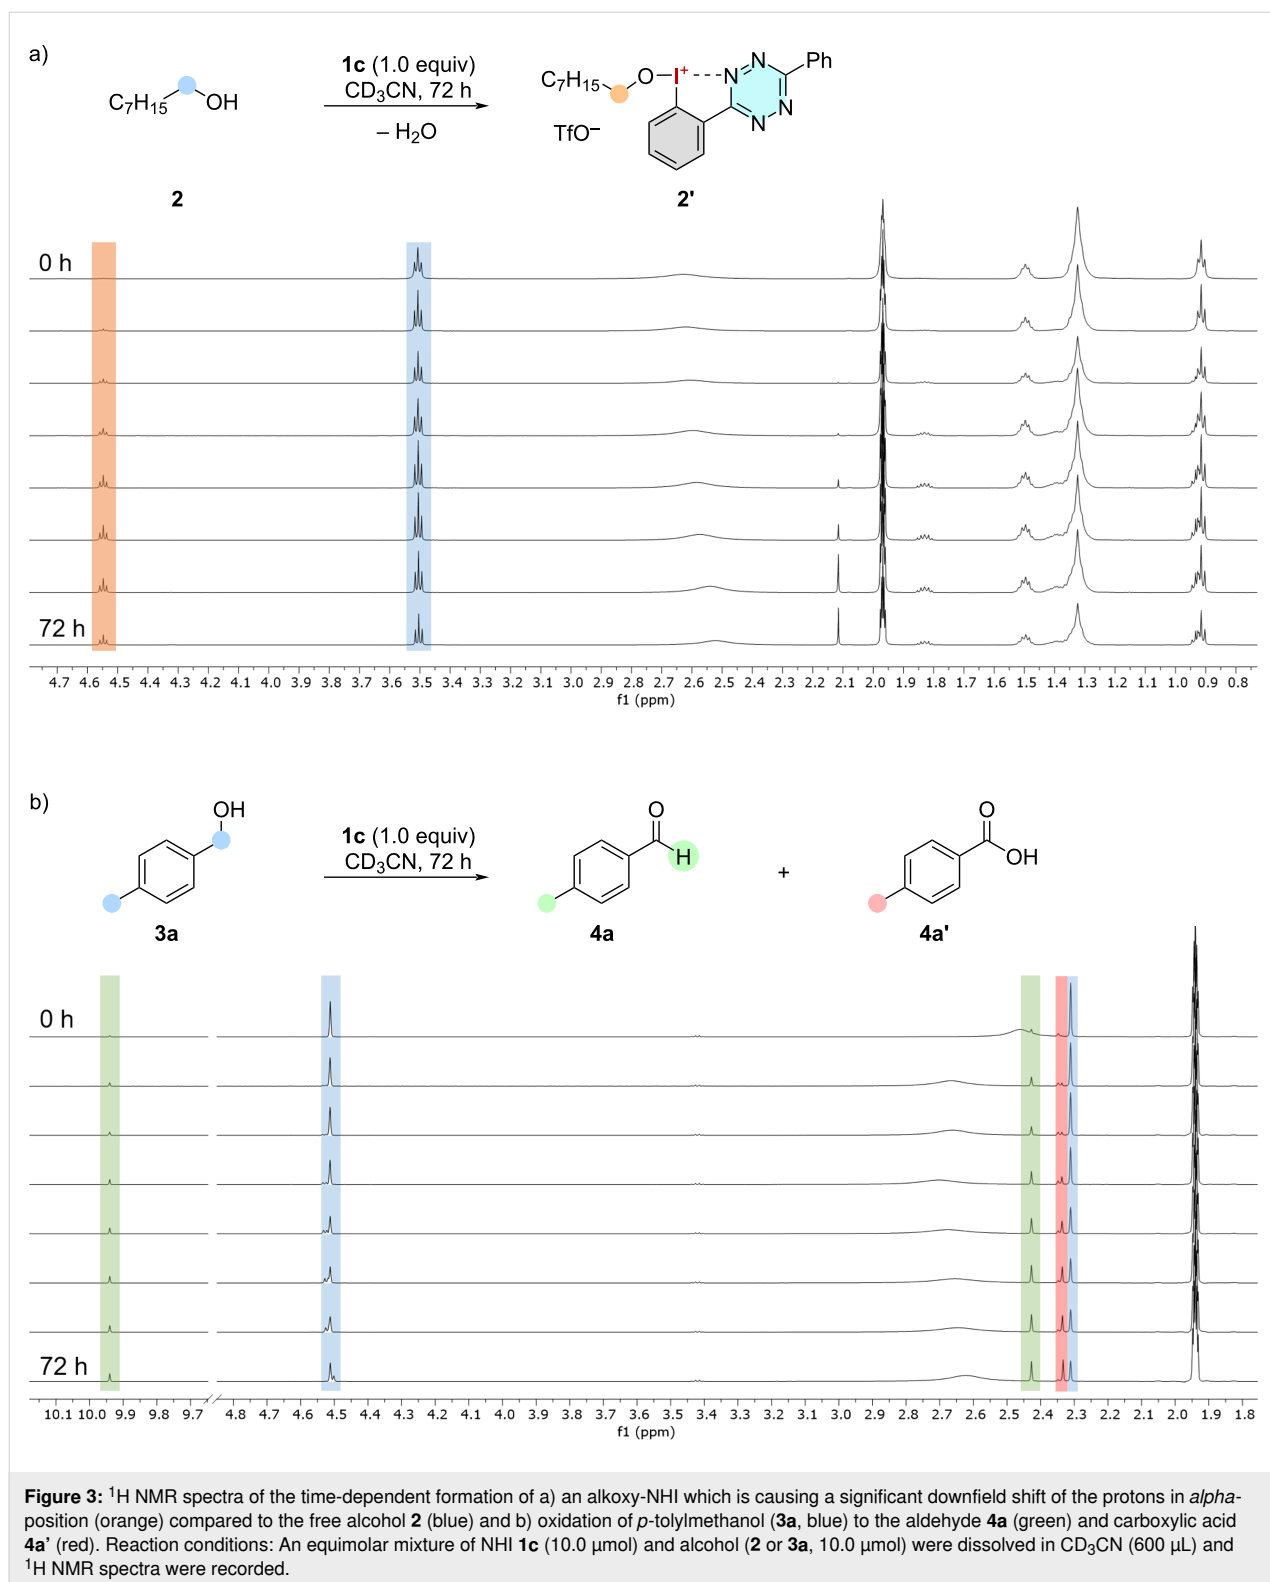 a)
C7H15
OH
1c (1.0 equiv)
CD3CN, 72 h
– H2O
C7H15
O
I+
N
N
N
N
Ph
TfO–
2
2'
0 h
72 h
4.7 4.6 4.5 4.4 4.3 4.2 4.1 4.0 3.9 3.8 3.7 3.6 3.5 3.4 3.3 3.2 3.1 3.0 2.9 2.8 2.7 2.6 2.5 2.4 2.3 2.2 2.1 2.0 1.9 1.8 1.7 1.6 1.5 1.4 1.3 1.2 1.1 1.0 0.9 0.8
f1 (ppm)
b)
OH
1c (1.0 equiv)
CD3CN, 72 h
O
H
+
O
OH
3a
4a
4a'
0 h
72 h
10.1 10.0 9.9 9.8 9.7 4.8 4.7 4.6 4.5 4.4 4.3 4.2 4.1 4.0 3.9 3.8 3.7 3.6 3.5 3.4 3.3 3.2 3.1 3.0 2.9 2.8 2.7 2.6 2.5 2.4 2.3 2.2 2.1 2.0 1.9 1.8
f1 (ppm)
Figure 3: 1H NMR spectra of the time-dependent formation of a) an alkoxy-NHI which is causing a significant downfield shift of the protons in alpha-
position (orange) compared to the free alcohol 2 (blue) and b) oxidation of p-tolylmethanol (3a, blue) to the aldehyde 4a (green) and carboxylic acid
4a’ (red). Reaction conditions: An equimolar mixture of NHI 1c (10.0 μmol) and alcohol (2 or 3a, 10.0 μmol) were dissolved in CD3CN (600 μL) and
1H NMR spectra were recorded.